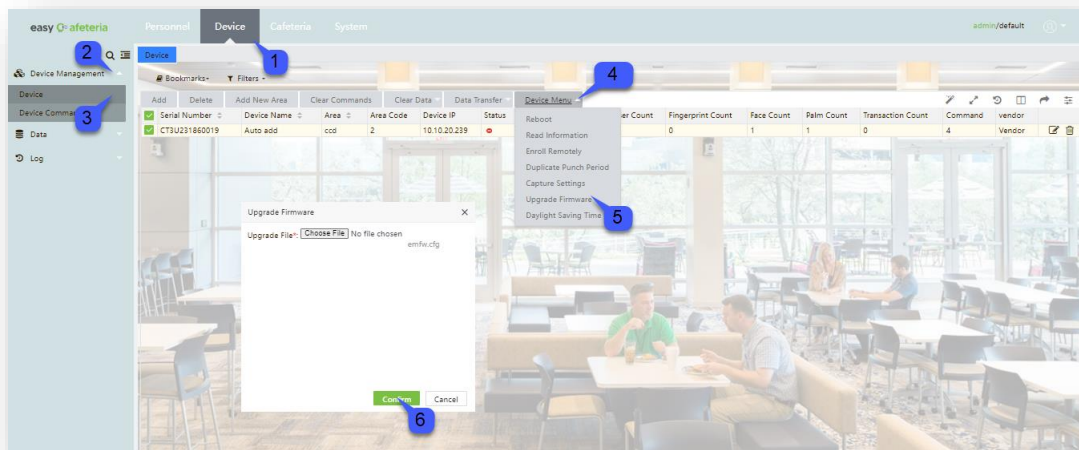 easy Cafeteria
Personnel Device Cafeteria System
admin/default
1
2
Device
Device Management
Bookmarks Filters
4
Device
Add Delete Add New Area Clear Commands Clear Data Data Transfer Device Menu
3
Device
Serial Number Device Name Area Area Code Device IP Status Count Fingerprint Count Face Count Palm Count Transaction Count Command vendor
CT3U231860019 Auto add ccd 2 10.10.20.239 0 1 1 0 4 Vendor
Data
Log
Reboot
Read Information
Enroll Remotely
Duplicate Punch Period
Capture Settings
Upgrade Firmware
5
Daylight Saving Time
Upgrade Firmware
Upgrade File*: Choose File No file chosen
emfw.cfg
Confirm Cancel
6